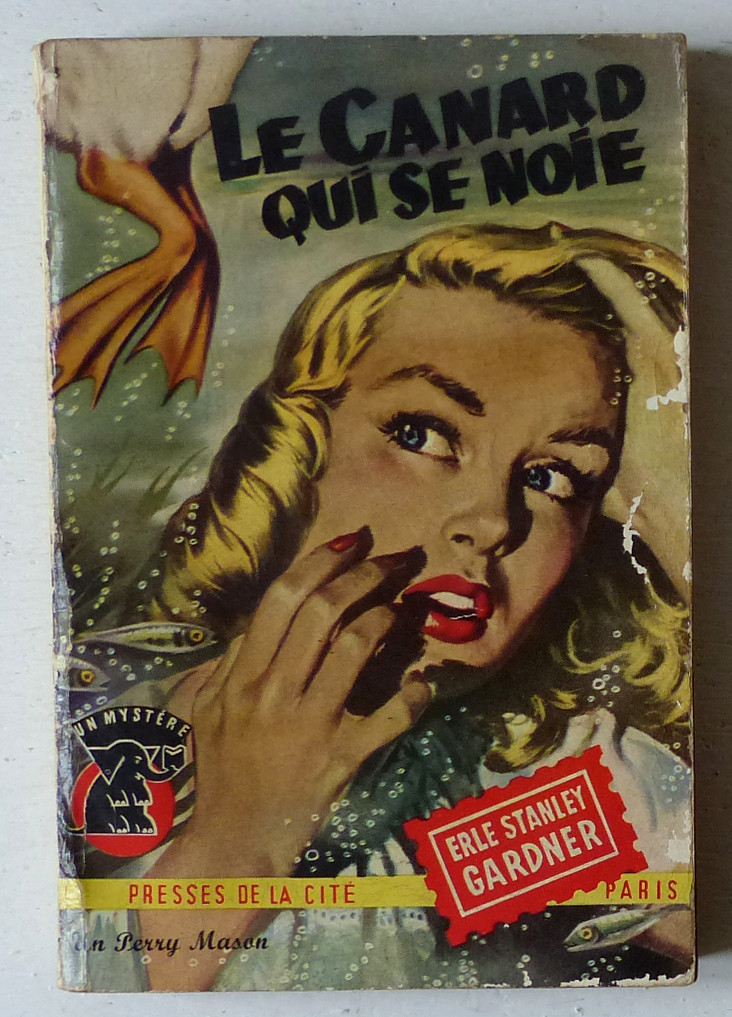 LE CANARD
QUI SE NOIE
UN MYSTÈRE
ERLE STANLEY
GARDNER
PRESSES DE LA CITÉ
PARIS
Un Perry Mason